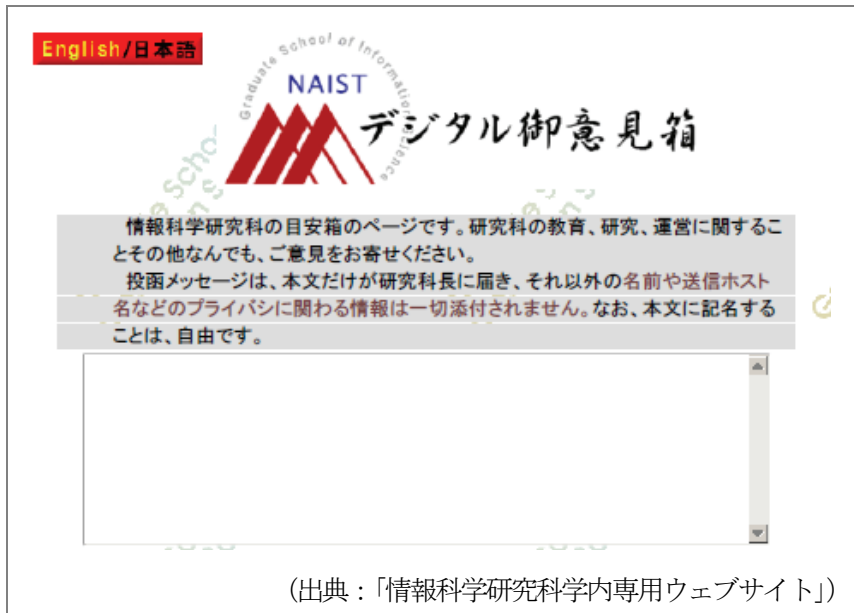 English/日本語
Graduate School of Information Science
NAIST
デジタル御意見箱
情報科学研究科の目安箱のページです。研究科の教育、研究、運営に関するこ
とその他なんでも、ご意見をお寄せください。
投函メッセージは、本文だけが研究科長に届き、それ以外の名前や送信ホスト
名などのプライバシに関わる情報は一切添付されません。なお、本文に記名する
ことは、自由です。
(出典：「情報科学研究科学内専用ウェブサイト」)